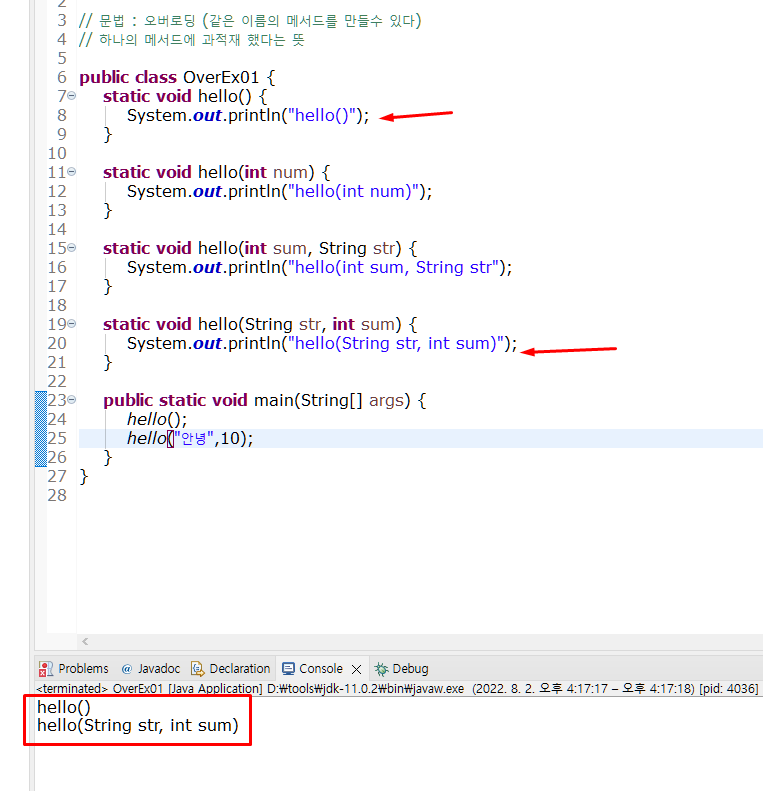 2
3 // 문법 : 오버로딩 (같은 이름의 메서드를 만들수 있다)
4 // 하나의 메서드에 과적재 했다는 뜻
5
6 public class OverEx01 {
7 static void hello() {
8 System.out.println("hello()");
9 }
10
11 static void hello(int num) {
12 System.out.println("hello(int num)");
13 }
14
15 static void hello(int sum, String str) {
16 System.out.println("hello(int sum, String str");
17 }
18
19 static void hello(String str, int sum) {
20 System.out.println("hello(String str, int sum)");
21 }
22
23 public static void main(String[] args) {
24 hello();
25 hello("안녕",10);
26 }
27 }
28
Problems @ Javadoc Declaration Console Debug
<terminated> OverEx01 [Java Application] D:₩tools₩jdk-11.0.2₩bin₩javaw.exe (2022. 8. 2. 오후 4:17:17 – 오후 4:17:18) [pid: 4036]
hello()
hello(String str, int sum)